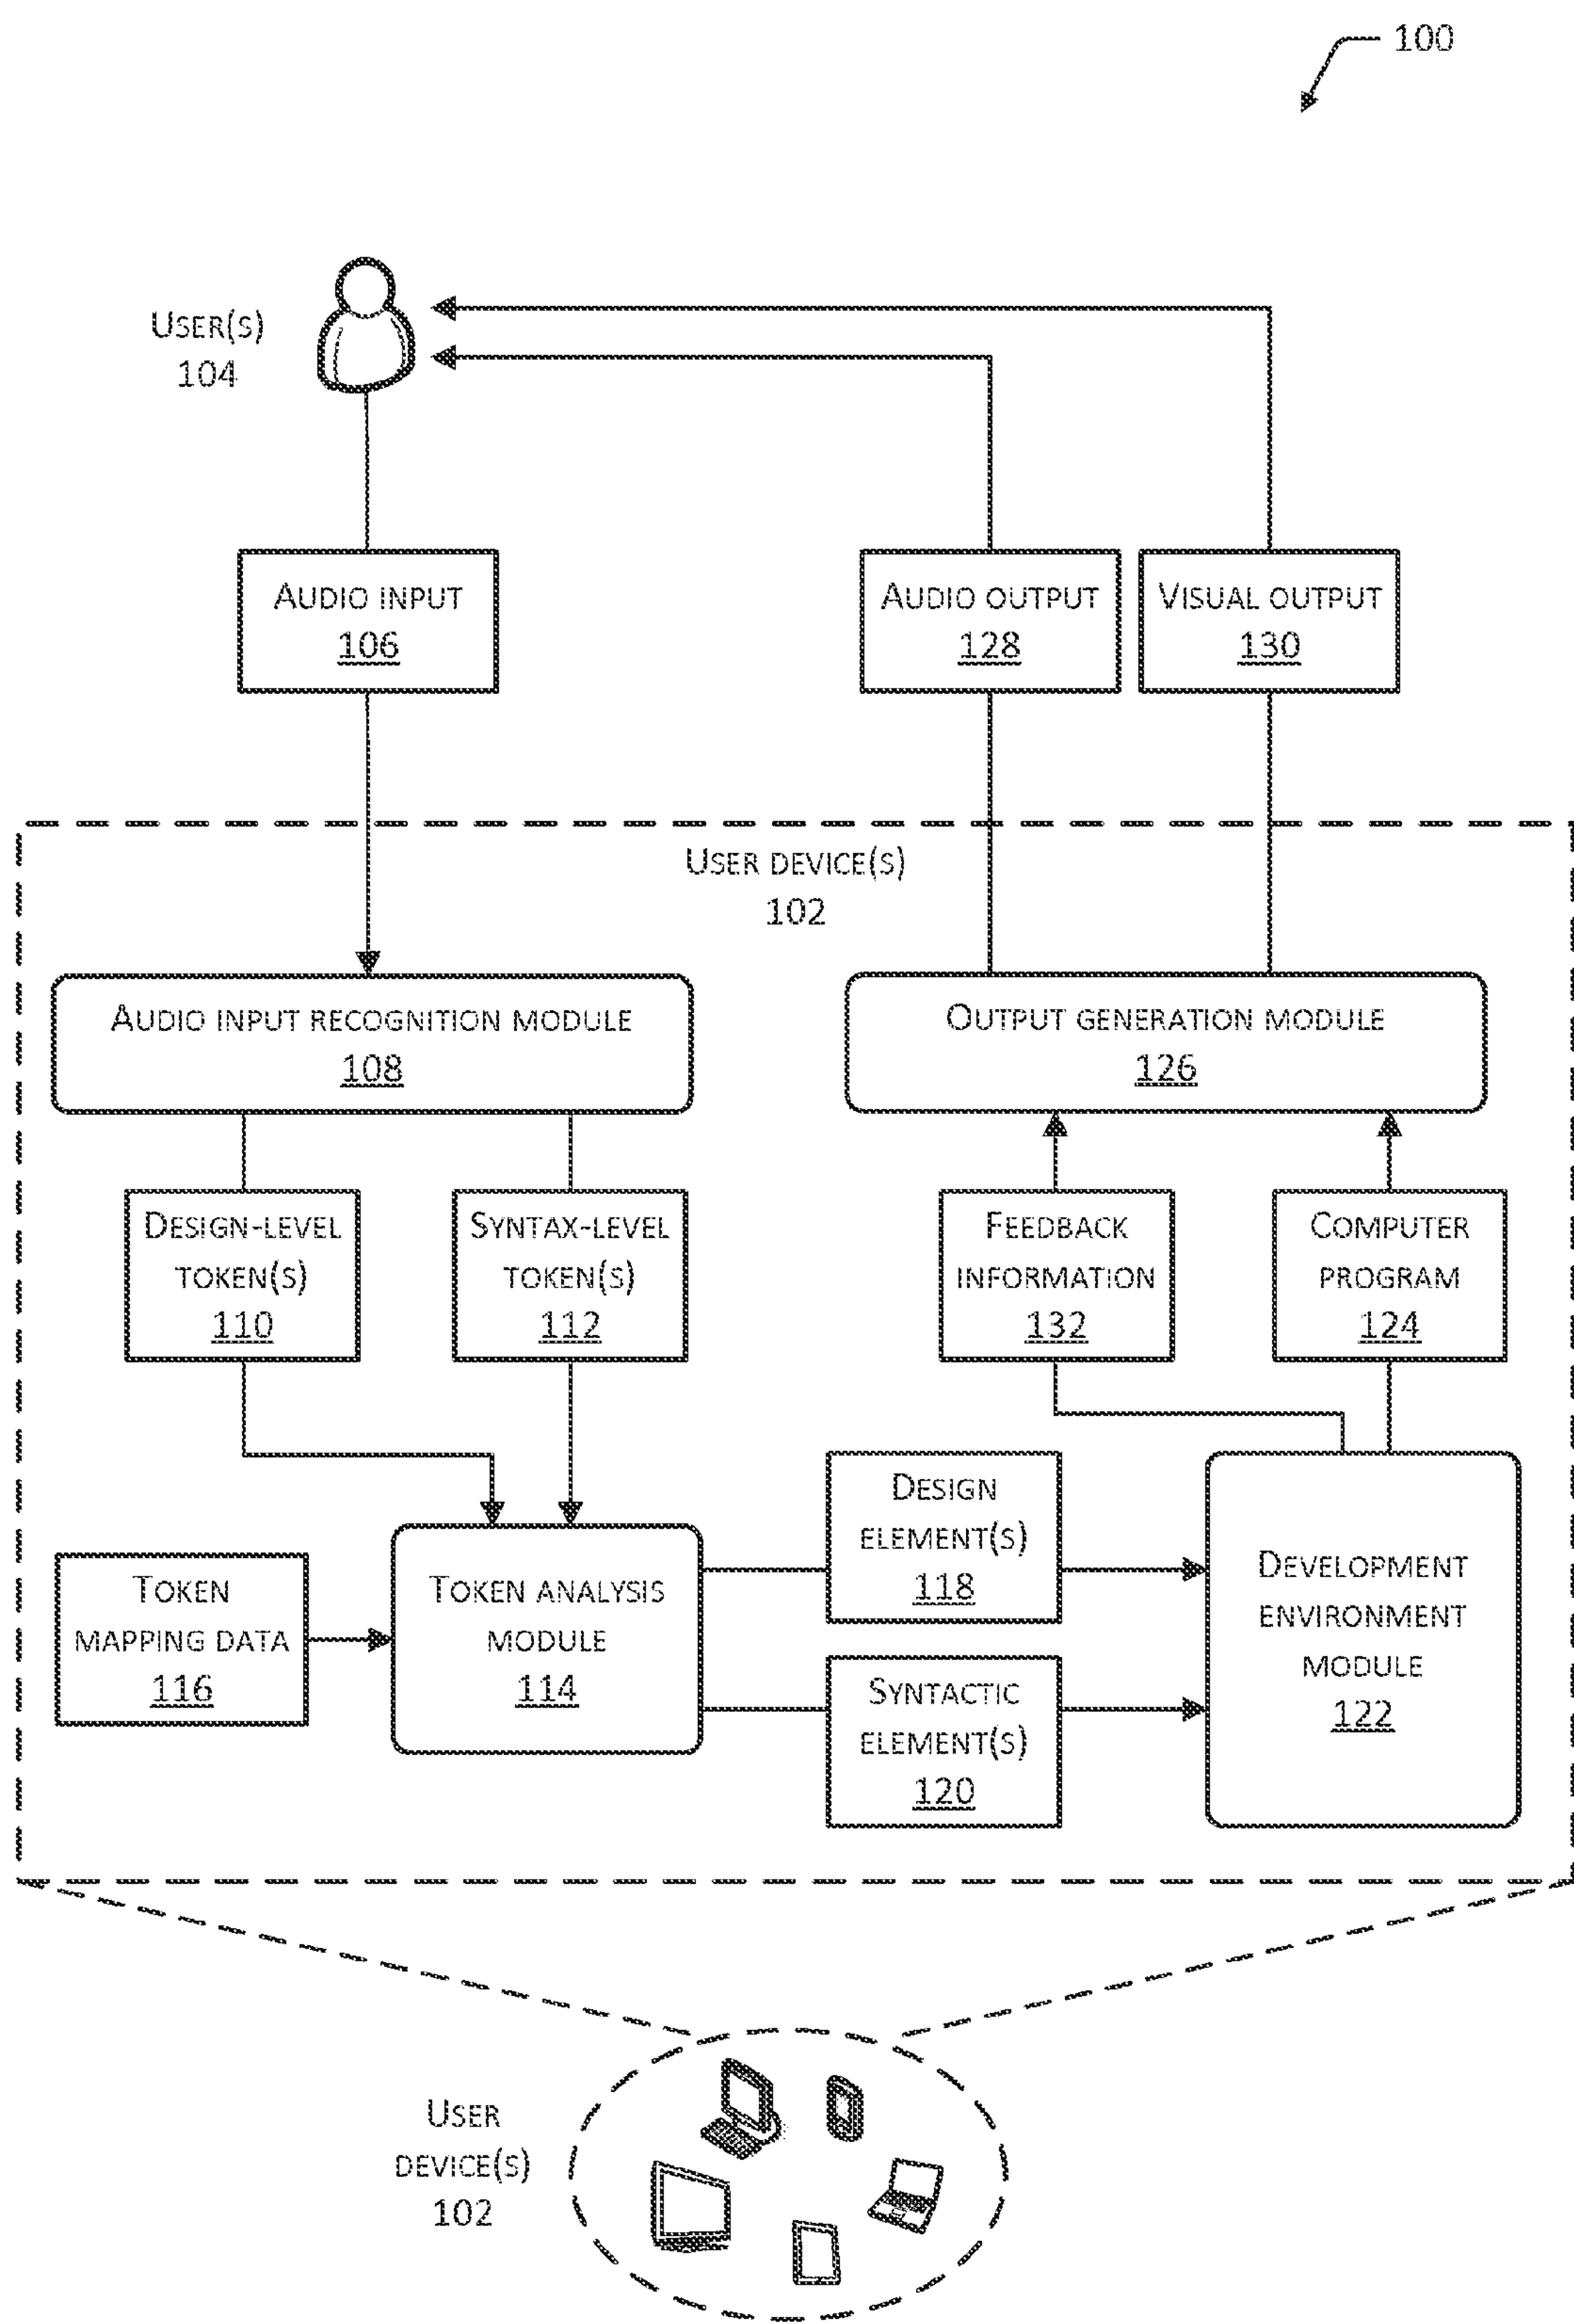 100
USER(S)
104
AUDIO INPUT
106
AUDIO OUTPUT
128
VISUAL OUTPUT
130
USER DEVICE(S)
102
AUDIO INPUT RECOGNITION MODULE
108
OUTPUT GENERATION MODULE
126
DESIGN-LEVEL
TOKEN(S)
110
SYNTAX-LEVEL
TOKEN(S)
112
FEEDBACK
INFORMATION
132
COMPUTER
PROGRAM
124
TOKEN
MAPPING DATA
116
TOKEN ANALYSIS
MODULE
114
DESIGN
ELEMENT(S)
118
SYNTACTIC
ELEMENT(S)
120
DEVELOPMENT
ENVIRONMENT
MODULE
122
USER
DEVICE(S)
102